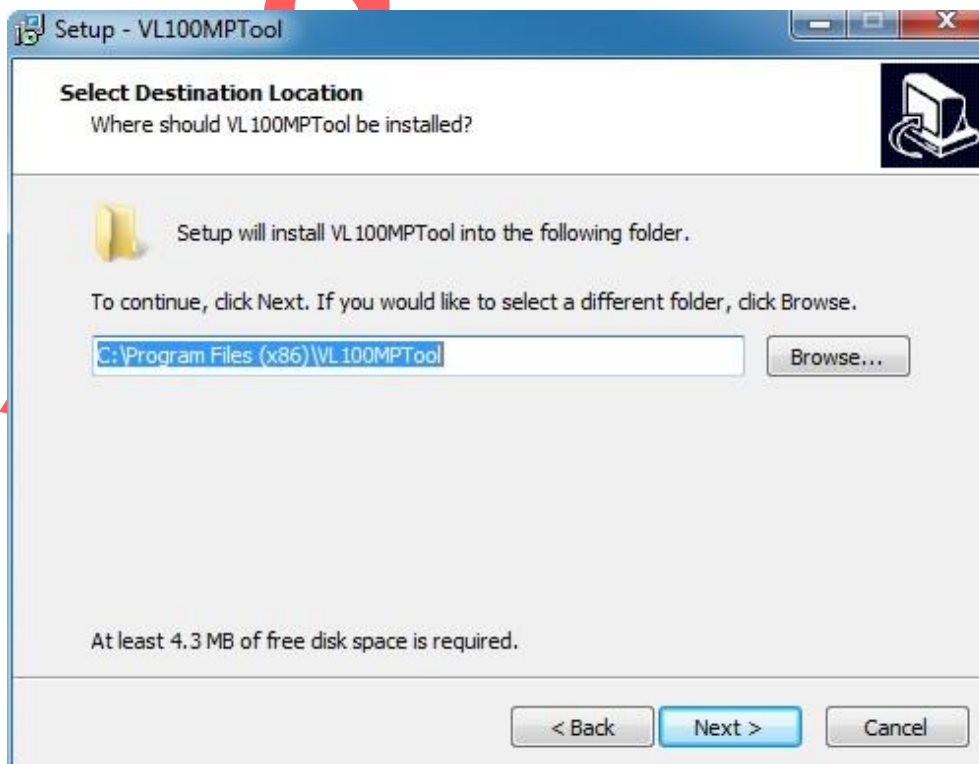 Setup - VL100MPTool
Select Destination Location
Where should VL100MPTool be installed?
Setup will install VL100MPTool into the following folder.
To continue, click Next. If you would like to select a different folder, click Browse.
C:\Program Files (x86)\VL100MPTool
Browse...
At least 4.3 MB of free disk space is required.
< Back
Next >
Cancel